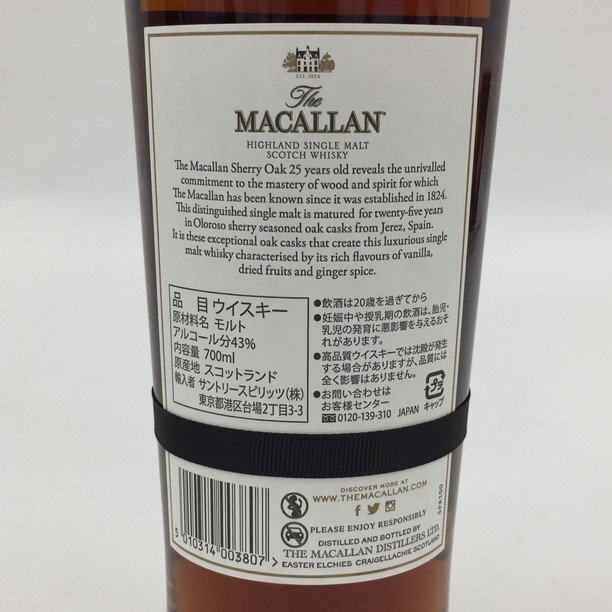 EST. 1824
The
MACALLAN
HIGHLAND SINGLE MALT
SCOTCH WHISKY
The Macallan Sherry Oak 25 years old reveals the unrivalled
commitment to the mastery of wood and spirit for which
The Macallan has been known since it was established in 1824.
This distinguished single malt is matured for twenty-five years
in Oloroso sherry seasoned oak casks from Jerez, Spain.
It is these exceptional oak casks that create this luxurious single
malt whisky characterised by its rich flavours of vanilla,
dried fruits and ginger spice.
品 目 ウイスキー
原材料名 モルト
アルコール分43%
内容量 700ml
原産地 スコットランド
輸入者 サントリースピリッツ(株)
東京都港区台場2丁目3-3
●飲酒は20歳を過ぎてから
●妊娠中や授乳期の飲酒は、胎児・
乳児の発育に悪影響を与えるおそ
れがあります。
●高品質ウイスキーでは沈殿が発生
する場合がありますが、品質には
全く影響はありません。
●お問い合わせは
お客様センター
0120-139-310 JAPAN
プラ
キャップ
5 010314 003807 >
DISCOVER MORE AT
WWW.THEMACALLAN.COM
PLEASE ENJOY RESPONSIBLY
DISTILLED AND BOTTLED BY
THE MACALLAN DISTILLERS LTD.
EASTER ELCHIES CRAIGELLACHIE SCOTLAND
SPR100